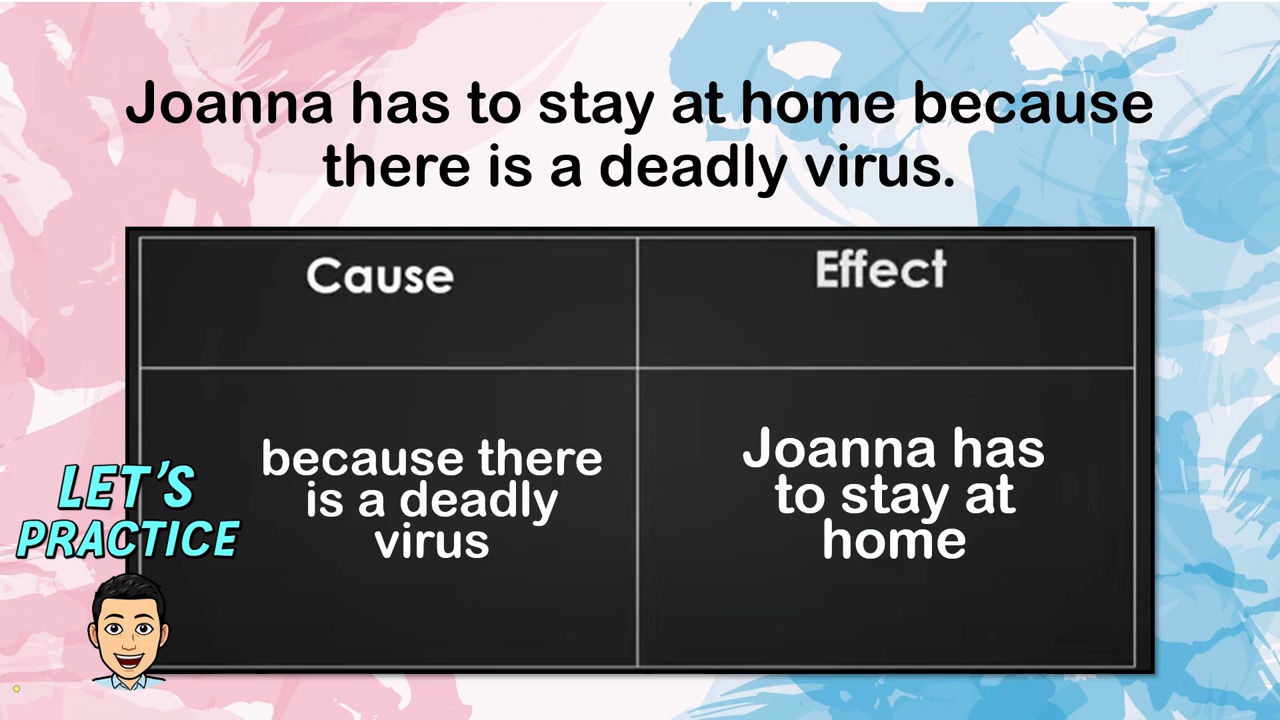 Joanna has to stay at home because
there is a deadly virus.
Cause
Effect
because there
is a deadly
virus
Joanna has
to stay at
home
LET'S
PRACTICE